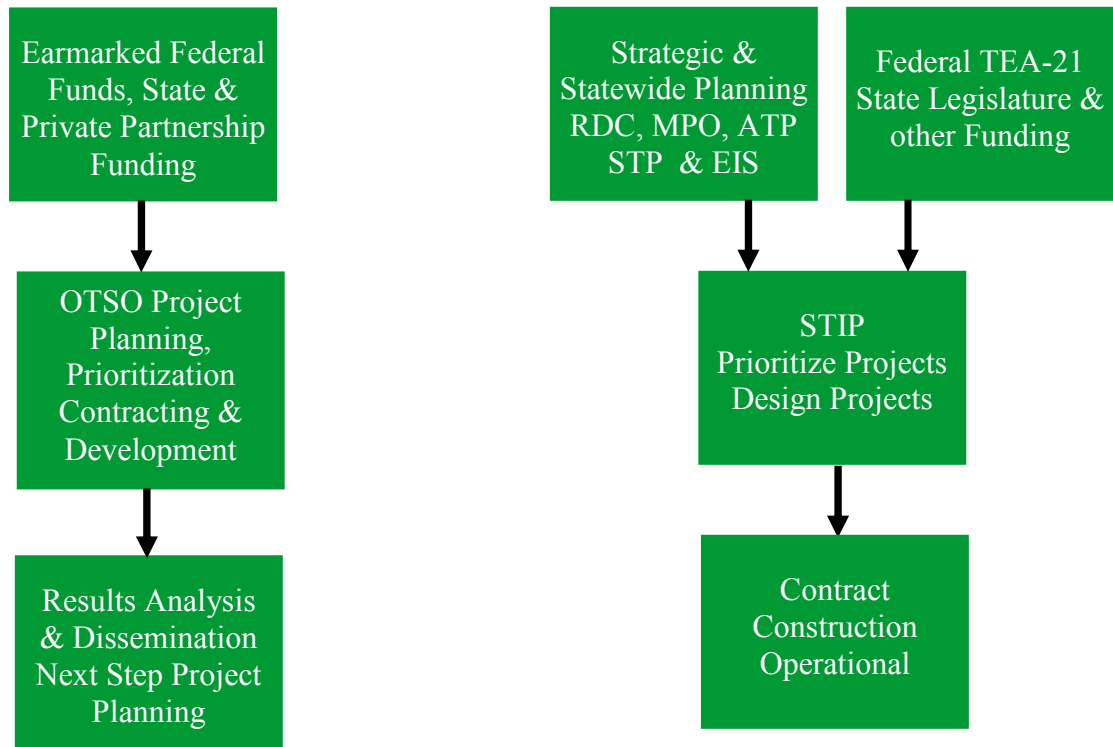 Earmarked Federal
Funds, State &
Private Partnership
Funding
OTSO Project
Planning,
Prioritization
Contracting &
Development
Results Analysis
& Dissemination
Next Step Project
Planning
Strategic &
Statewide Planning
RDC, MPO, ATP
STP & EIS
Federal TEA-21
State Legislature &
other Funding
STIP
Prioritize Projects
Design Projects
Contract
Construction
Operational